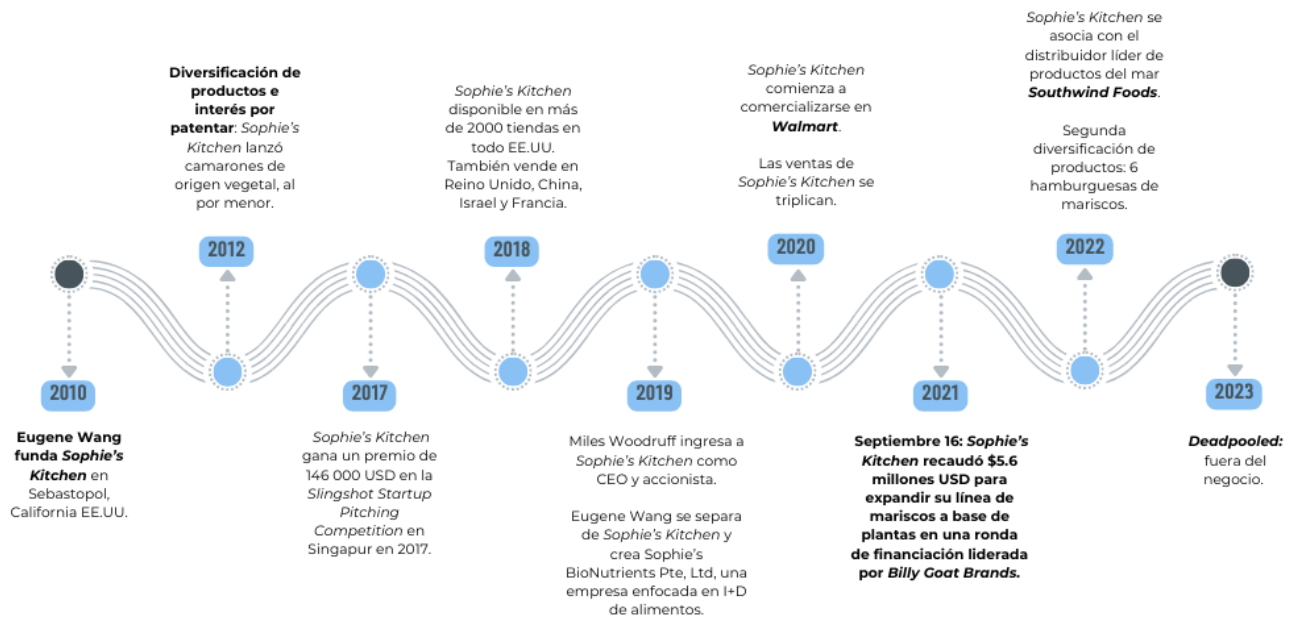 2010
Eugene Wang
funda Sophie's
Kitchen en
Sebastopol,
California EE.UU.
Diversificación de
productos e
interés por
patentar: Sophie's
Kitchen lanzó
camarones de
origen vegetal, al
por menor.
2012
2017
Sophie's Kitchen
gana un premio de
146 000 USD en la
Slingshot Startup
Pitching
Competition en
Singapur en 2017.
Sophie's Kitchen
disponible en más
de 2000 tiendas en
todo EE.UU.
También vende en
Reino Unido, China,
Israel y Francia.
2018
2019
Miles Woodruff ingresa a
Sophie's Kitchen como
CEO y accionista.
Eugene Wang se separa
de Sophie's Kitchen y
crea Sophie's
BioNutrients Pte, Ltd, una
empresa enfocada en I+D
de alimentos.
Sophie's Kitchen
comienza a
comercializarse en
Walmart.
Las ventas de
Sophie's Kitchen se
triplican.
2020
2021
Septiembre 16: Sophie's
Kitchen recaudó $5.6
millones USD para
expandir su línea de
mariscos a base de
plantas en una ronda
de financiación liderada
por Billy Goat Brands.
Sophie's Kitchen se
asocia con el
distribuidor líder de
productos del mar
Southwind Foods.
Segunda
diversificación de
productos: 6
hamburguesas de
mariscos.
2022
2023
Deadpooled:
fuera del
negocio.